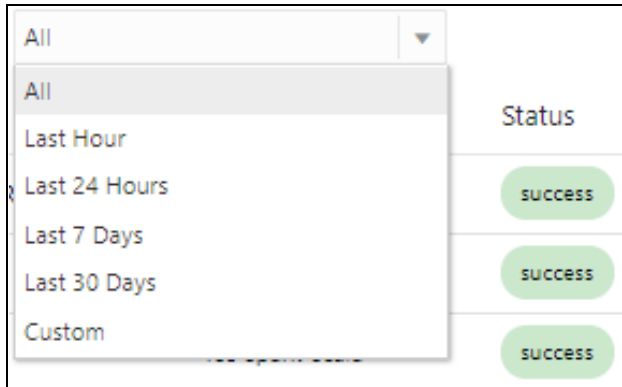 All
All
Last Hour
Status
Last 24 Hours
success
Last 7 Days
success
Last 30 Days
Custom
success